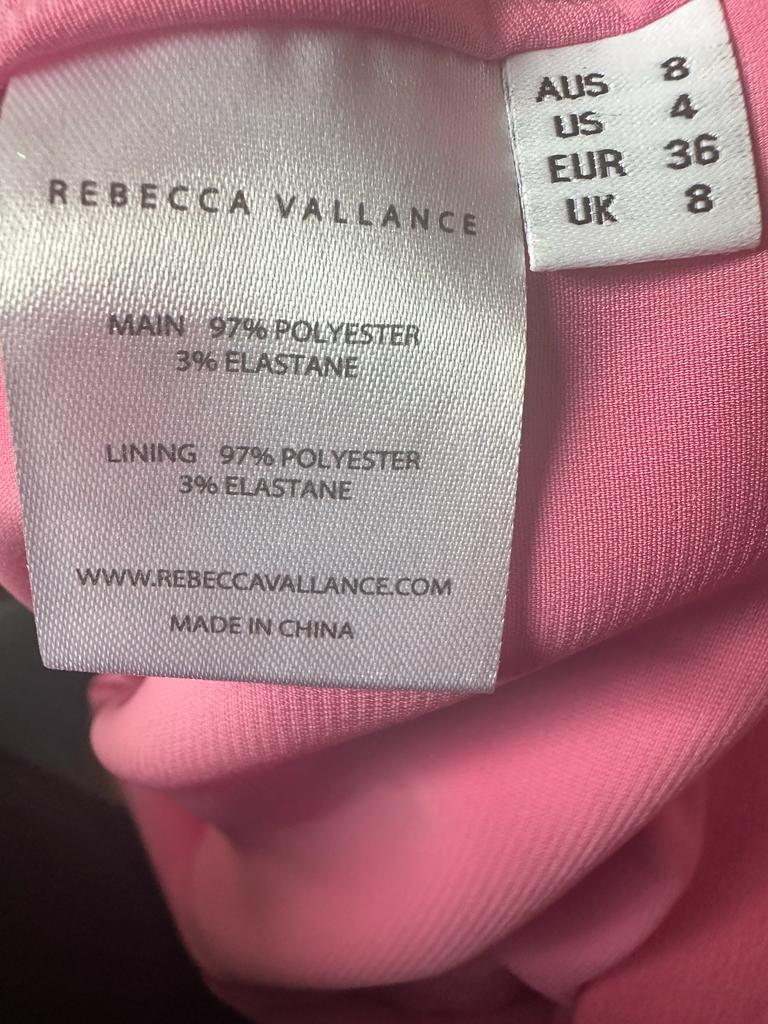 REBECCA VALLANCE
MAIN 97% POLYESTER
3% ELASTANE
LINING 97% POLYESTER
3% ELASTANE
WWW.REBECCAVALLANCE.COM
MADE IN CHINA
AUS 8
US 4
EUR 36
UK 8